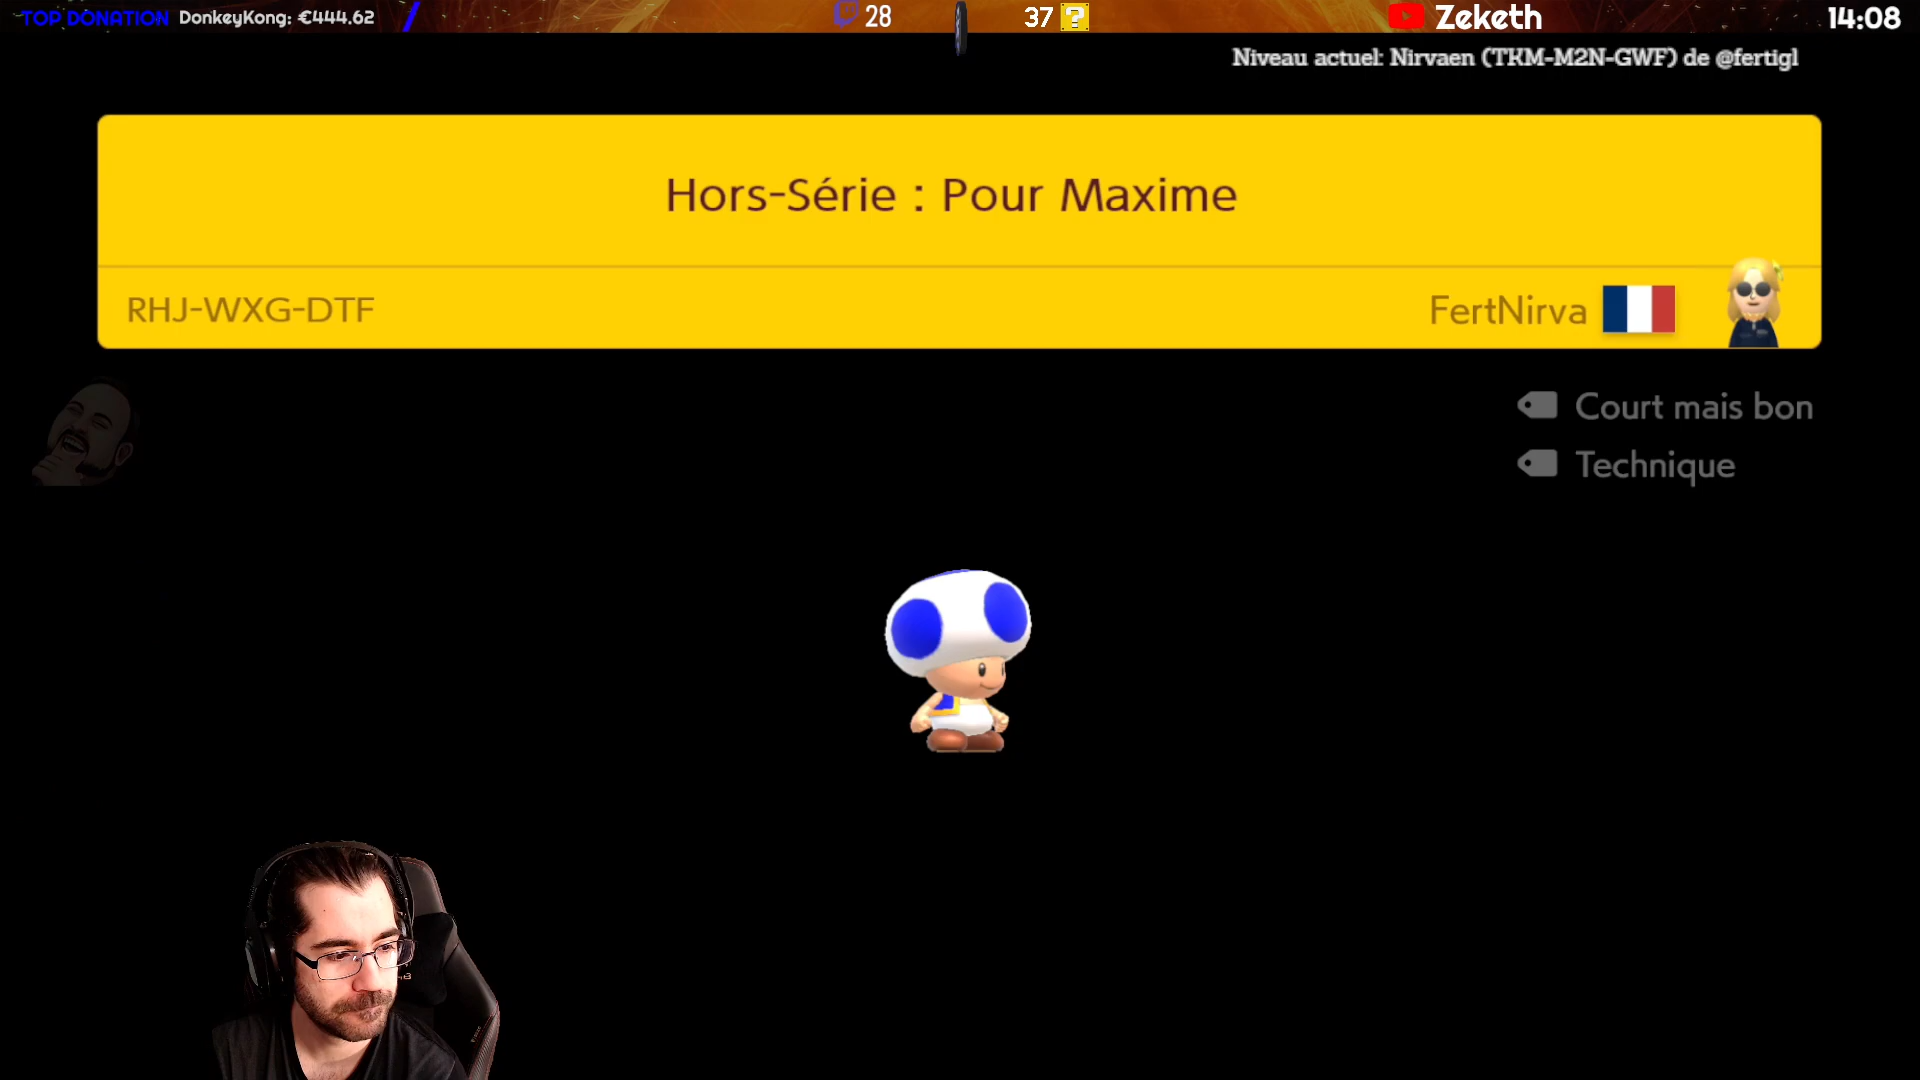 TOP DONATION DonkeyKong: €444.62 / 28 37 ? Zeketh 14:08
Niveau actuel: Nirvaen (TKM-M2N-GWF) de @fertigl
Hors-Série : Pour Maxime
RHJ-WXG-DTF FertNirva
Court mais bon
Technique